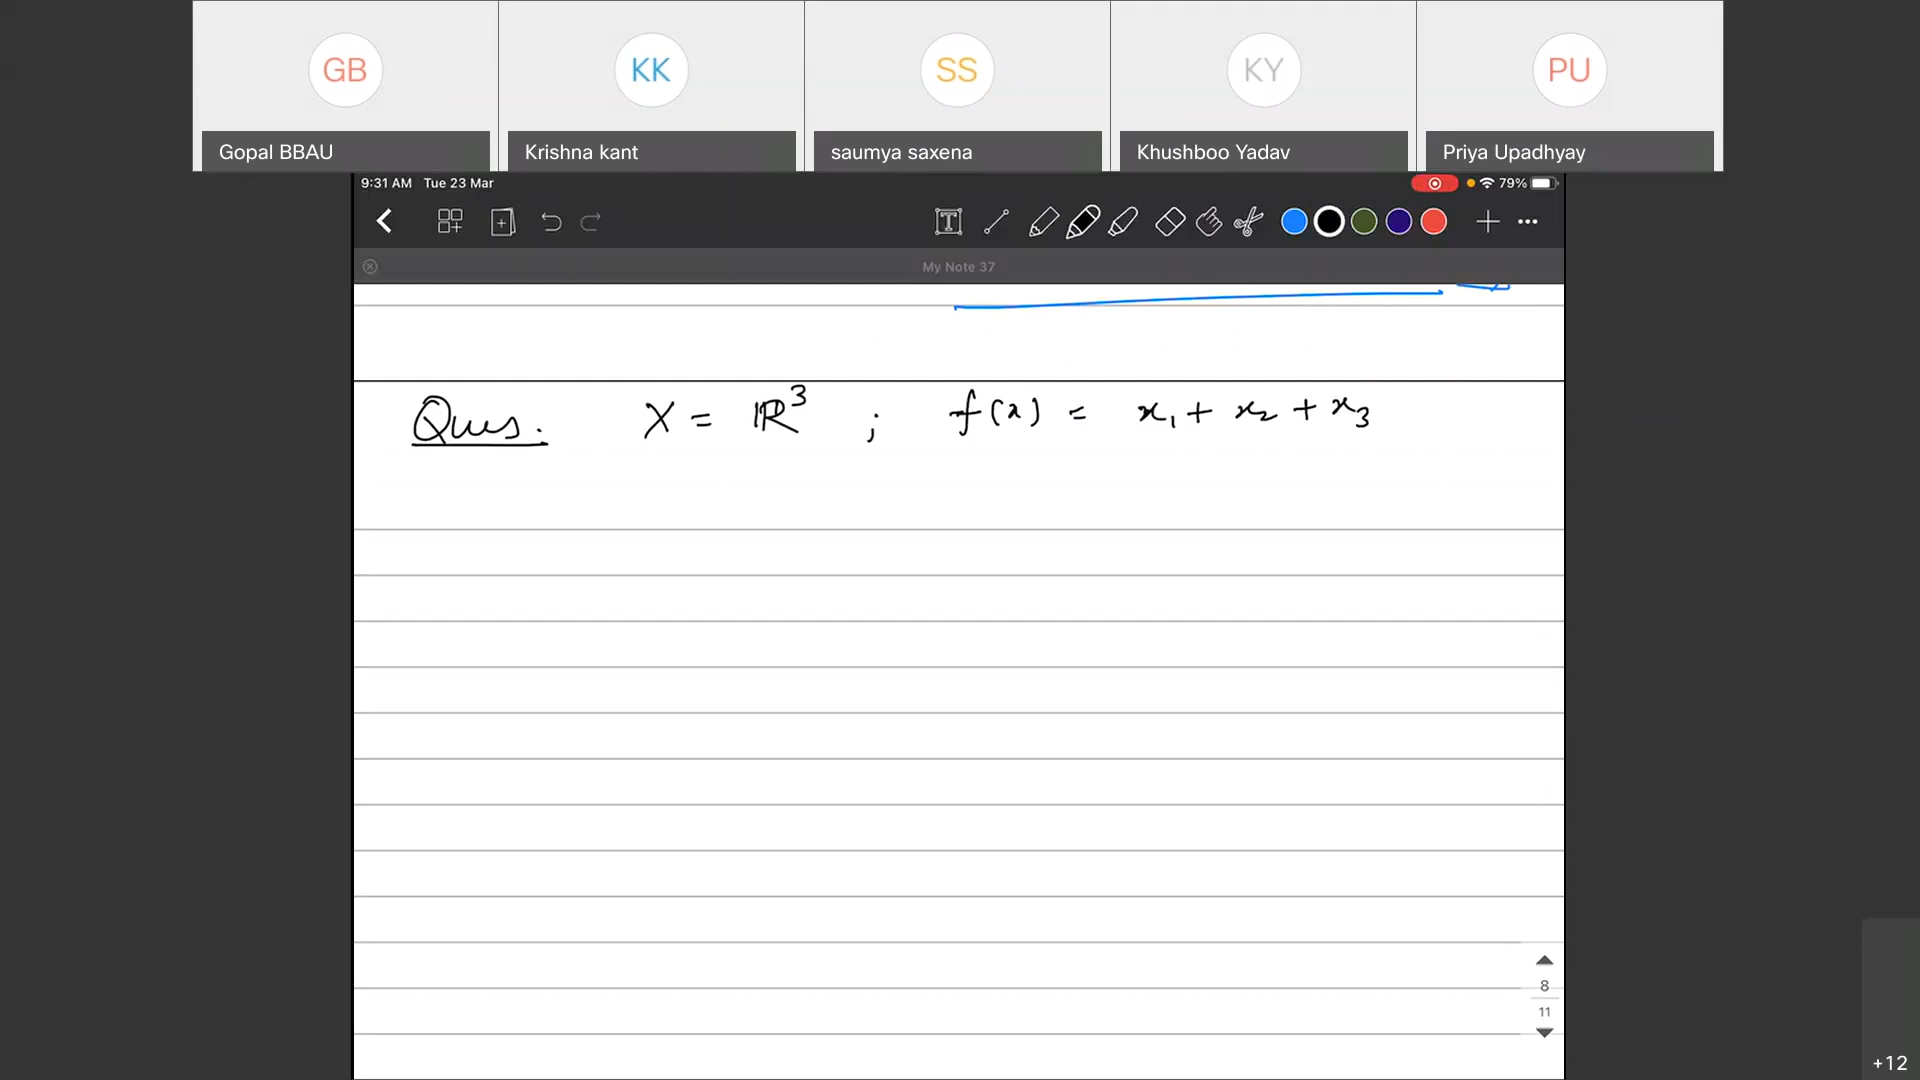 GB KK SS KY PU
Gopal BBAU Krishna kant saumya saxena Khushboo Yadav Priya Upadhyay
9:31 AM Tue 23 Mar 79%
T
My Note 37
Ques. X = ℝ³ ; f(x) = x₁ + x₂ + x₃
8
11
+12